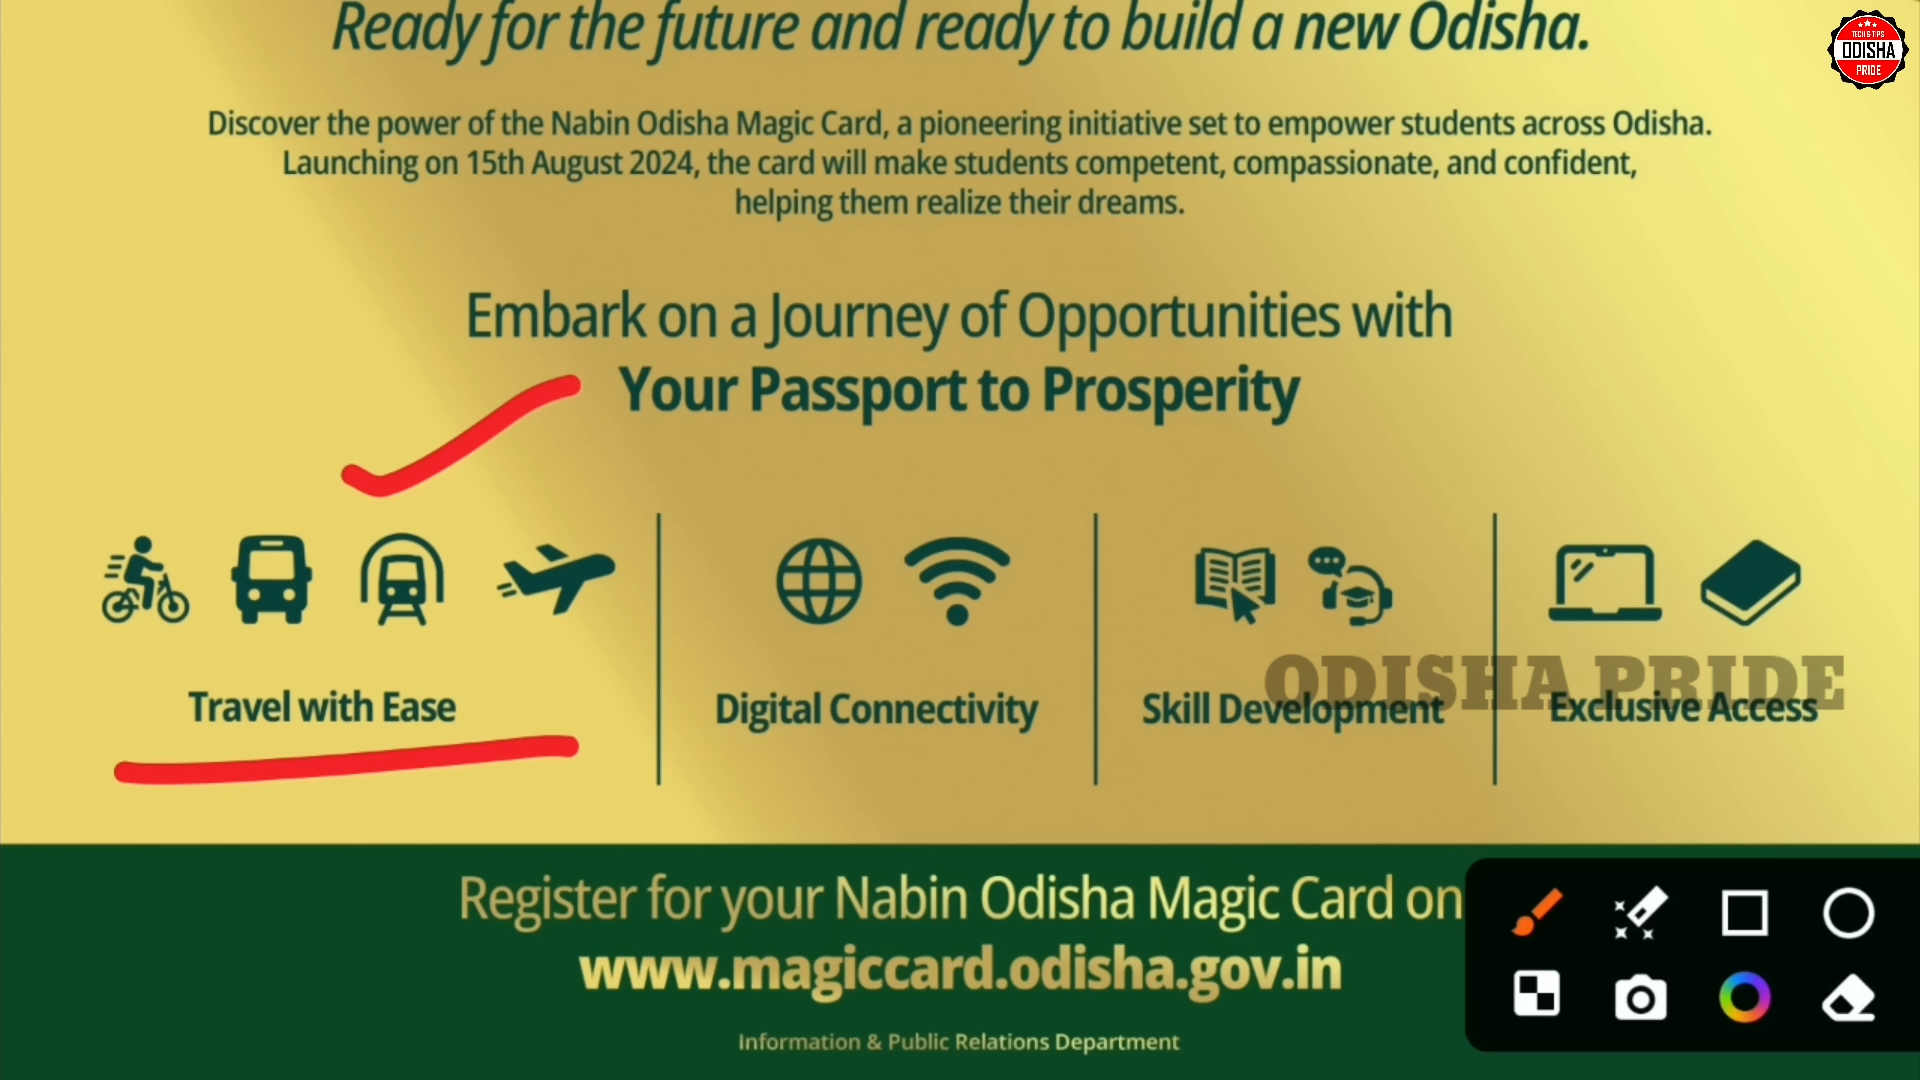 Ready for the future and ready to build a new Odisha.
TECH & TIPS
ODISHA
PRIDE
Discover the power of the Nabin Odisha Magic Card, a pioneering initiative set to empower students across Odisha.
Launching on 15th August 2024, the card will make students competent, compassionate, and confident,
helping them realize their dreams.
Embark on a Journey of Opportunities with
Your Passport to Prosperity
ODISHA PRIDE
Travel with Ease
Digital Connectivity
Skill Development
Exclusive Access
Register for your Nabin Odisha Magic Card on
www.magiccard.odisha.gov.in
Information & Public Relations Department